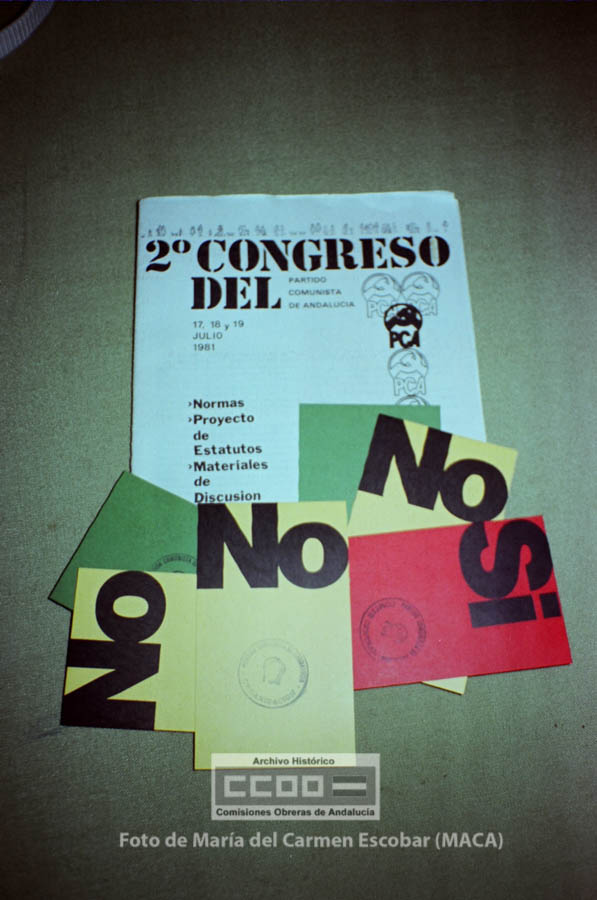 2º CONGRESO
DEL
PARTIDO
COMUNISTA
DE ANDALUCIA
17, 18 y 19
JULIO
1981
PCA
PCA
PCA
›Normas
›Proyecto
de
Estatutos
›Materiales
de
Discusion
No
No
No
Si
Archivo Histórico
CCOO
Comisiones Obreras de Andalucía
Foto de María del Carmen Escobar (MACA)